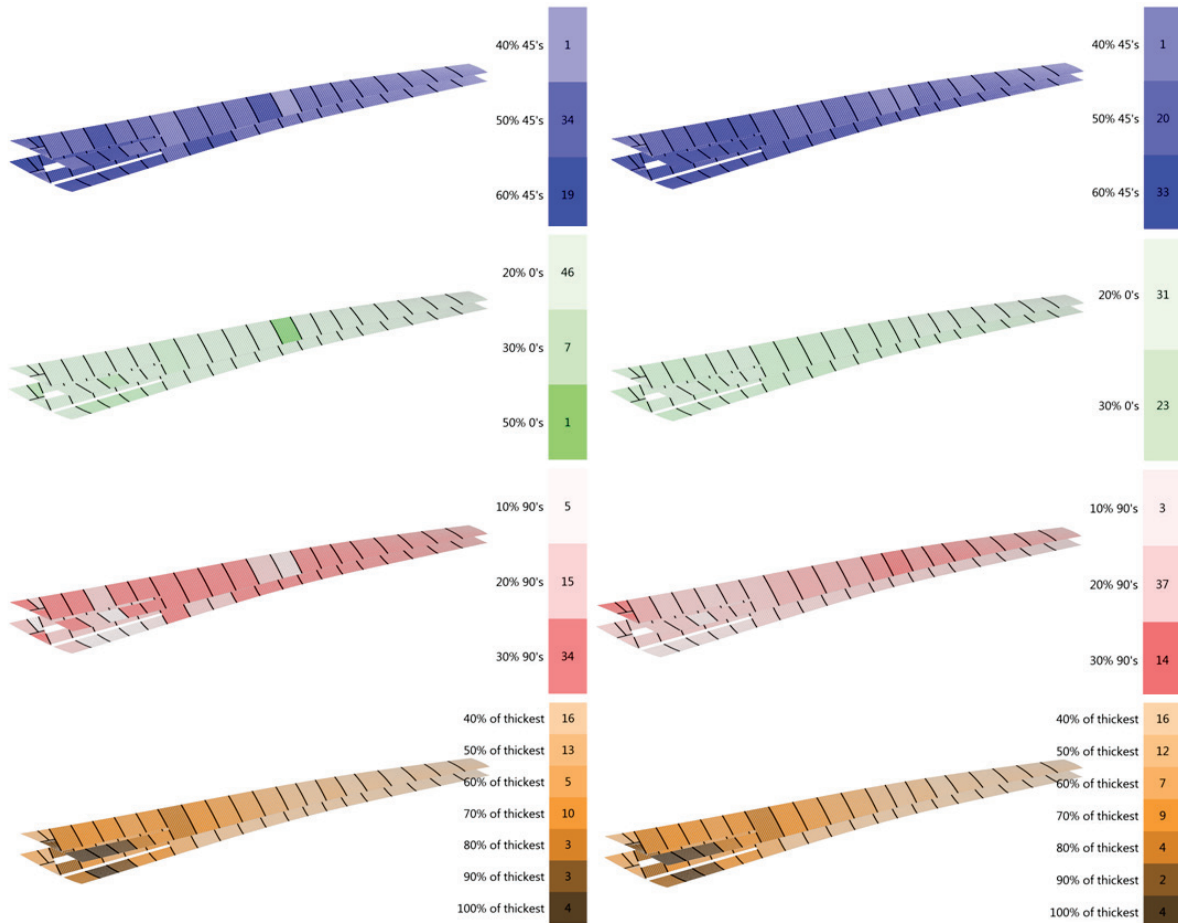 40% 45's 1
50% 45's 34
60% 45's 19
40% 45's 1
50% 45's 20
60% 45's 33
20% 0's 46
30% 0's 7
50% 0's 1
20% 0's 31
30% 0's 23
10% 90's 5
20% 90's 15
30% 90's 34
10% 90's 3
20% 90's 37
30% 90's 14
40% of thickest 16
50% of thickest 13
60% of thickest 5
70% of thickest 10
80% of thickest 3
90% of thickest 3
100% of thickest 4
40% of thickest 16
50% of thickest 12
60% of thickest 7
70% of thickest 9
80% of thickest 4
90% of thickest 2
100% of thickest 4